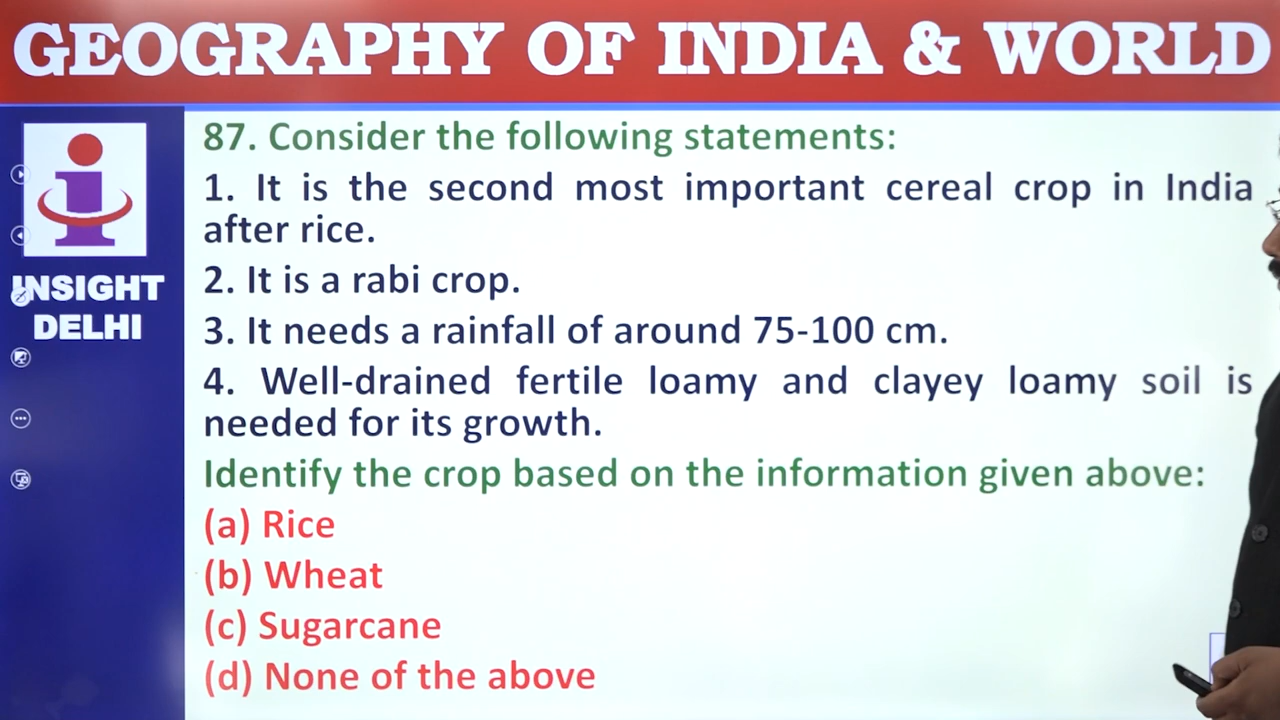 GEOGRAPHY OF INDIA & WORLD
INSIGHT
DELHI
87. Consider the following statements:
1. It is the second most important cereal crop in India
after rice.
2. It is a rabi crop.
3. It needs a rainfall of around 75-100 cm.
4. Well-drained fertile loamy and clayey loamy soil is
needed for its growth.
Identify the crop based on the information given above:
(a) Rice
(b) Wheat
(c) Sugarcane
(d) None of the above